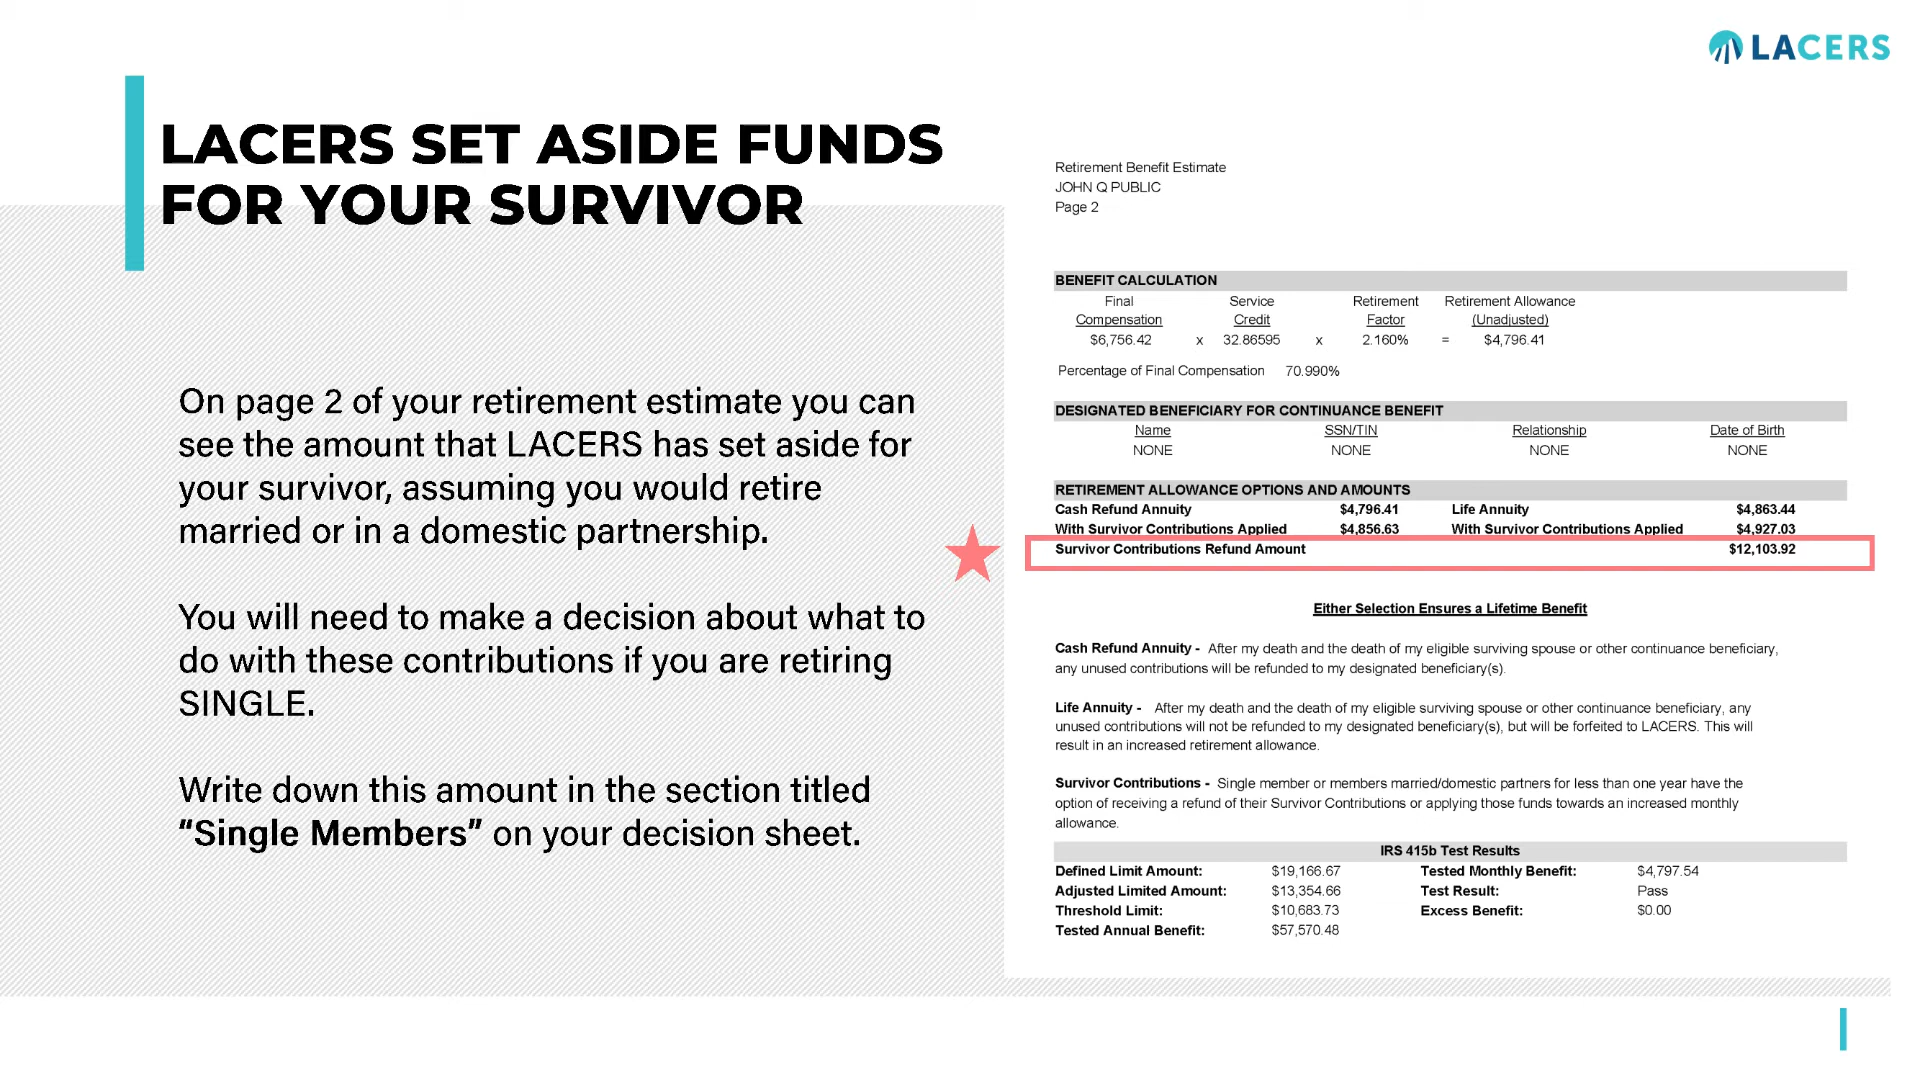 LACERS
LACERS SET ASIDE FUNDS
FOR YOUR SURVIVOR
On page 2 of your retirement estimate you can
see the amount that LACERS has set aside for
your survivor, assuming you would retire
married or in a domestic partnership.
You will need to make a decision about what to
do with these contributions if you are retiring
SINGLE.
Write down this amount in the section titled
“Single Members” on your decision sheet.
Retirement Benefit Estimate
JOHN Q PUBLIC
Page 2
BENEFIT CALCULATION
Final Service Retirement Retirement Allowance
Compensation Credit Factor (Unadjusted)
$6,756.42 x 32.86595 x 2.160% = $4,796.41
Percentage of Final Compensation 70.990%
DESIGNATED BENEFICIARY FOR CONTINUANCE BENEFIT
Name SSN/TIN Relationship Date of Birth
NONE NONE NONE NONE
RETIREMENT ALLOWANCE OPTIONS AND AMOUNTS
Cash Refund Annuity $4,796.41 Life Annuity $4,863.44
With Survivor Contributions Applied $4,856.63 With Survivor Contributions Applied $4,927.03
Survivor Contributions Refund Amount $12,103.92
Either Selection Ensures a Lifetime Benefit
Cash Refund Annuity - After my death and the death of my eligible surviving spouse or other continuance beneficiary,
any unused contributions will be refunded to my designated beneficiary(s).
Life Annuity - After my death and the death of my eligible surviving spouse or other continuance beneficiary, any
unused contributions will not be refunded to my designated beneficiary(s), but will be forfeited to LACERS. This will
result in an increased retirement allowance.
Survivor Contributions - Single member or members married/domestic partners for less than one year have the
option of receiving a refund of their Survivor Contributions or applying those funds towards an increased monthly
allowance.
IRS 415b Test Results
Defined Limit Amount: $19,166.67 Tested Monthly Benefit: $4,797.54
Adjusted Limited Amount: $13,354.66 Test Result: Pass
Threshold Limit: $10,683.73 Excess Benefit: $0.00
Tested Annual Benefit: $57,570.48